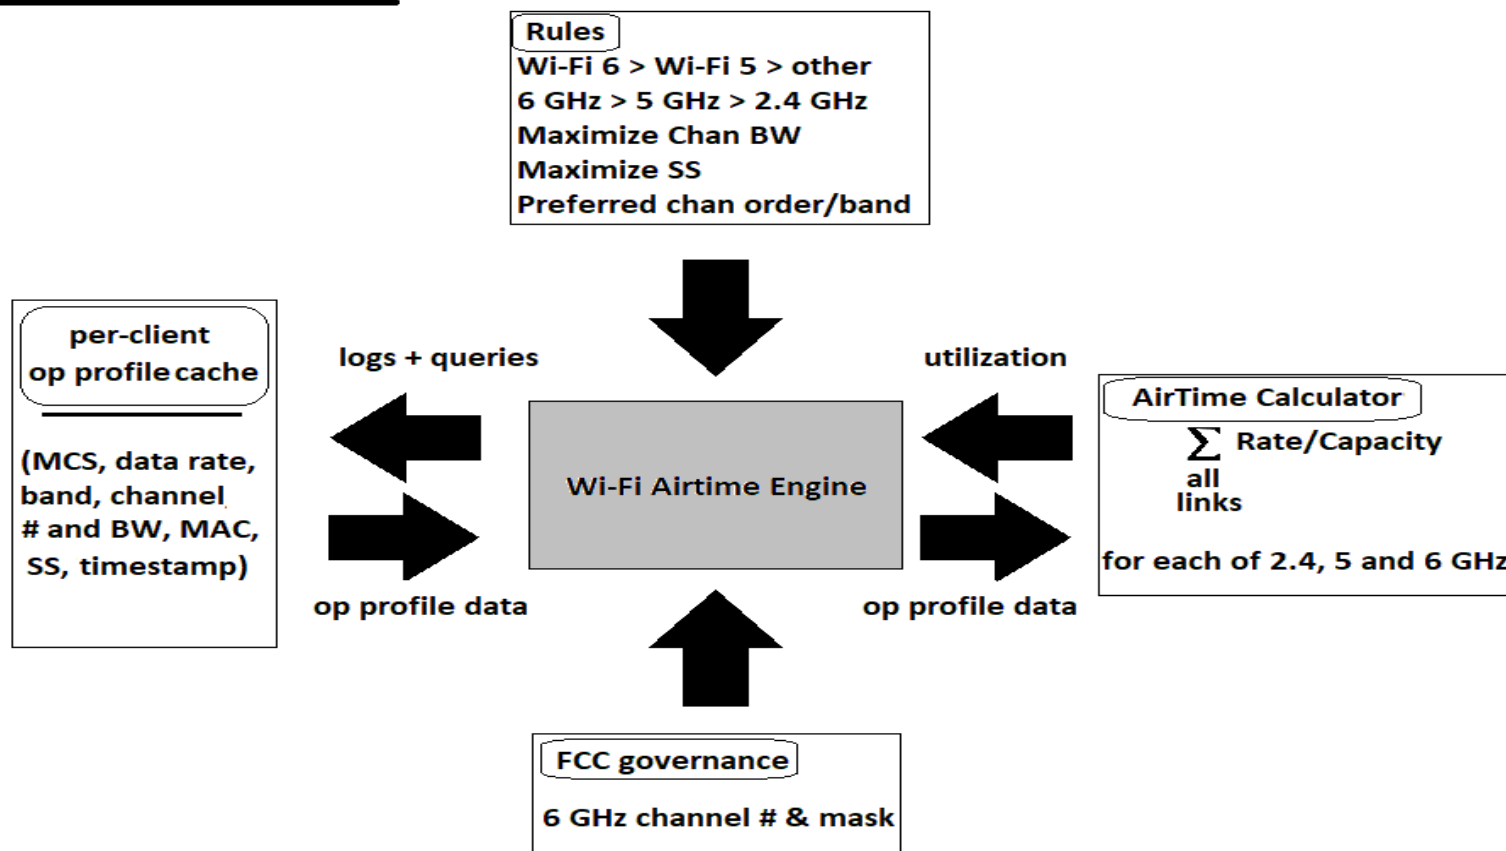 Rules
Wi-Fi 6 > Wi-Fi 5 > other
6 GHz > 5 GHz > 2.4 GHz
Maximize Chan BW
Maximize SS
Preferred chan order/band
per-client
op profile cache
(MCS, data rate,
band, channel
# and BW, MAC,
SS, timestamp)
logs + queries
op profile data
Wi-Fi Airtime Engine
utilization
op profile data
AirTime Calculator
∑ Rate/Capacity
all
links
for each of 2.4, 5 and 6 GHz
FCC governance
6 GHz channel # & mask